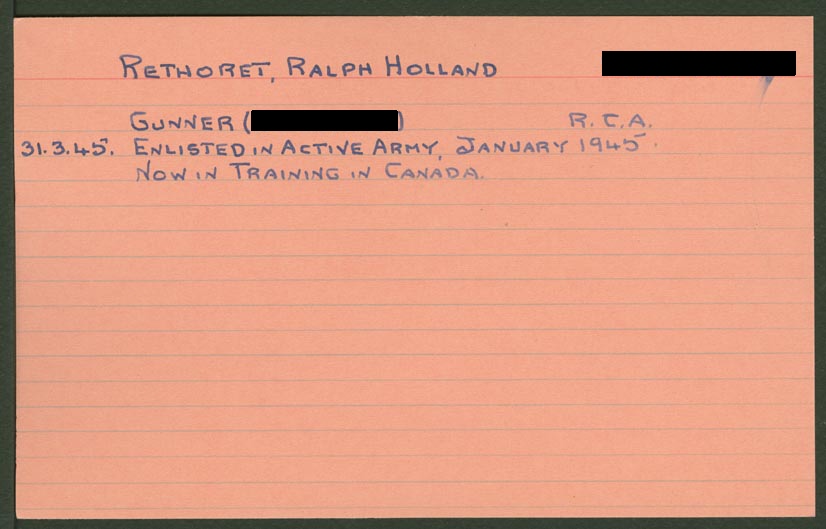 RETHORET, RALPH HOLLAND
GUNNER ( ) R.C.A.
31.3.45. ENLISTED IN ACTIVE ARMY, JANUARY 1945.
NOW IN TRAINING IN CANADA.